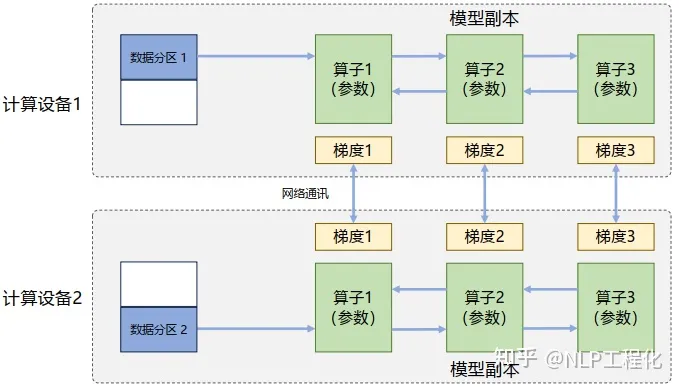 模型副本
数据分区 1
算子1
(参数)
算子2
(参数)
算子3
(参数)
计算设备1
梯度1
梯度2
梯度3
网络通讯
梯度1
梯度2
梯度3
计算设备2
算子1
(参数)
算子2
(参数)
算子3
(参数)
数据分区 2
模型副本
知乎 @NLP工程化